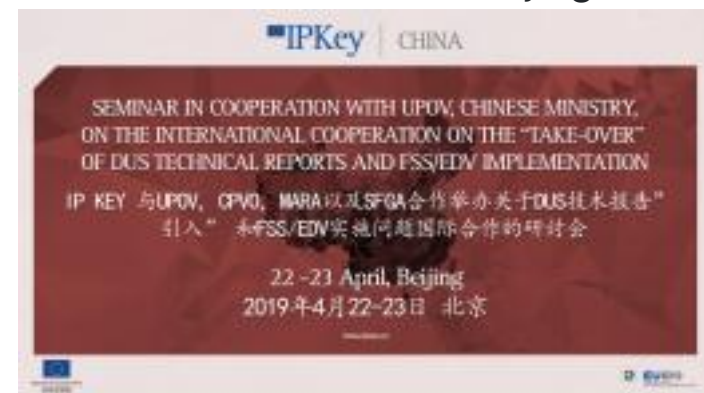 IPKey CHINA
SEMINAR IN COOPERATION WITH UPOV, CHINESE MINISTRY,
ON THE INTERNATIONAL COOPERATION ON THE “TAKE-OVER”
OF DUS TECHNICAL REPORTS AND FSS/EDV IMPLEMENTATION
IP KEY 与UPOV, CPVO, MARA以及SFGA合作举办关于DUS技术报告”
引入” 和FSS/EDV实施问题国际合作的研讨会
22 -23 April, Beijing
2019年4月22-23日 北京